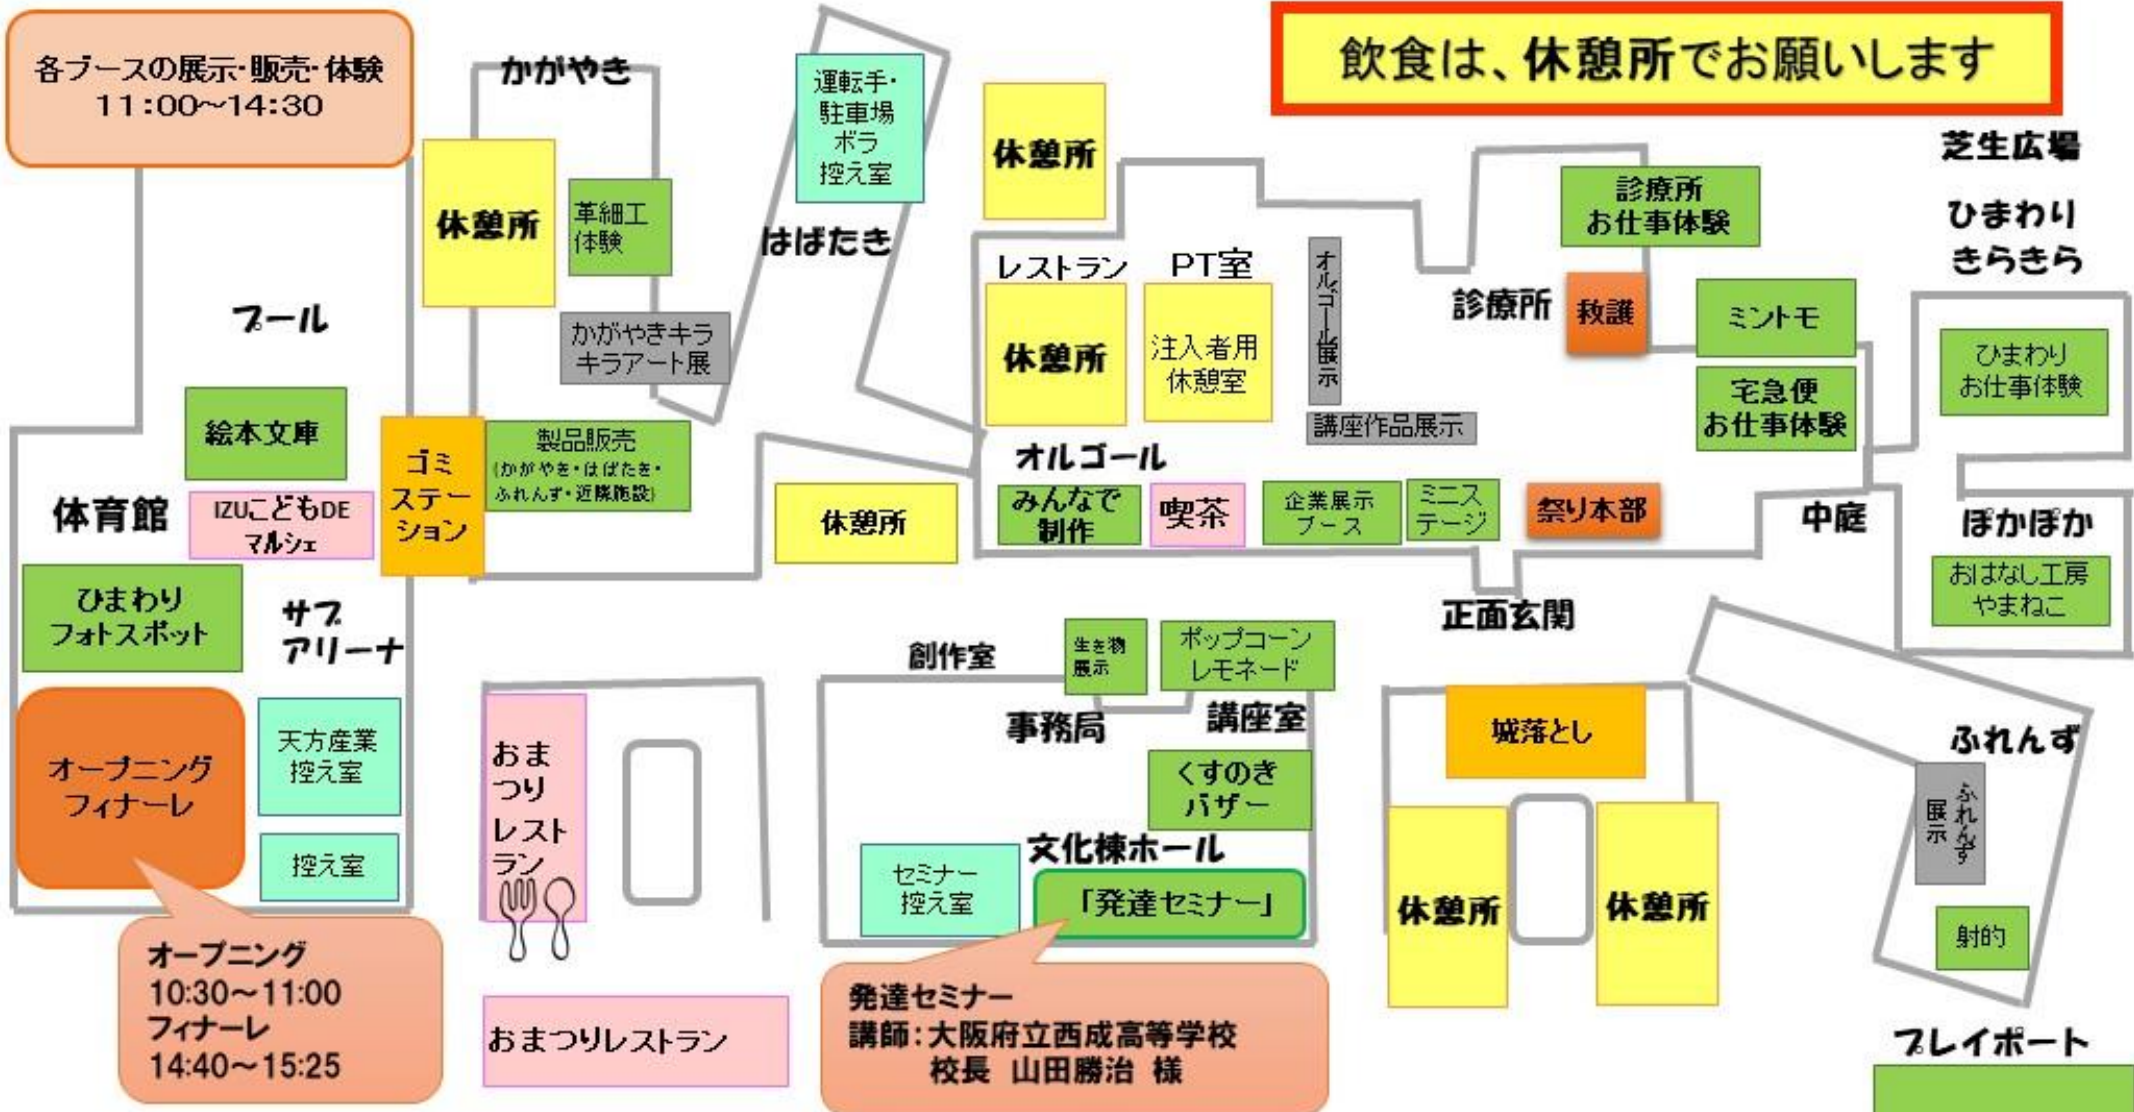 各ブースの展示・販売・体験
11:00～14:30
飲食は、休憩所でお願いします
かがやき
運転手・
駐車場
ボラ
控え室
はばたき
休憩所
革細工
体験
かがやきキラ
キラアート展
休憩所
レストラン
休憩所
PT室
注入者用
休憩室
オルゴール展示
講座作品展示
診療所
お仕事体験
診療所
救護
ミントモ
宅急便
お仕事体験
芝生広場
ひまわり
きらきら
ひまわり
お仕事体験
プール
絵本文庫
体育館
IZUこどもDE
マルシェ
ゴミ
ステー
ション
製品販売
(かがやき・はばたき・
ふれんず・近隣施設)
休憩所
オルゴール
みんなで
制作
喫茶
企業展示
ブース
ミニス
テージ
祭り本部
中庭
ぽかぽか
おはなし工房
やまねこ
ひまわり
フォトスポット
サブ
アリーナ
正面玄関
創作室
生き物
展示
ポップコーン
レモネード
事務局
講座室
くすのき
バザー
城落とし
ふれんず
ふれんず
展示
オープニング
フィナーレ
天方産業
控え室
控え室
おま
つり
レスト
ラン
文化棟ホール
セミナー
控え室
「発達セミナー」
休憩所
休憩所
射的
オープニング
10:30～11:00
フィナーレ
14:40～15:25
おまつりレストラン
発達セミナー
講師：大阪府立西成高等学校
校長 山田勝治 様
プレイポート